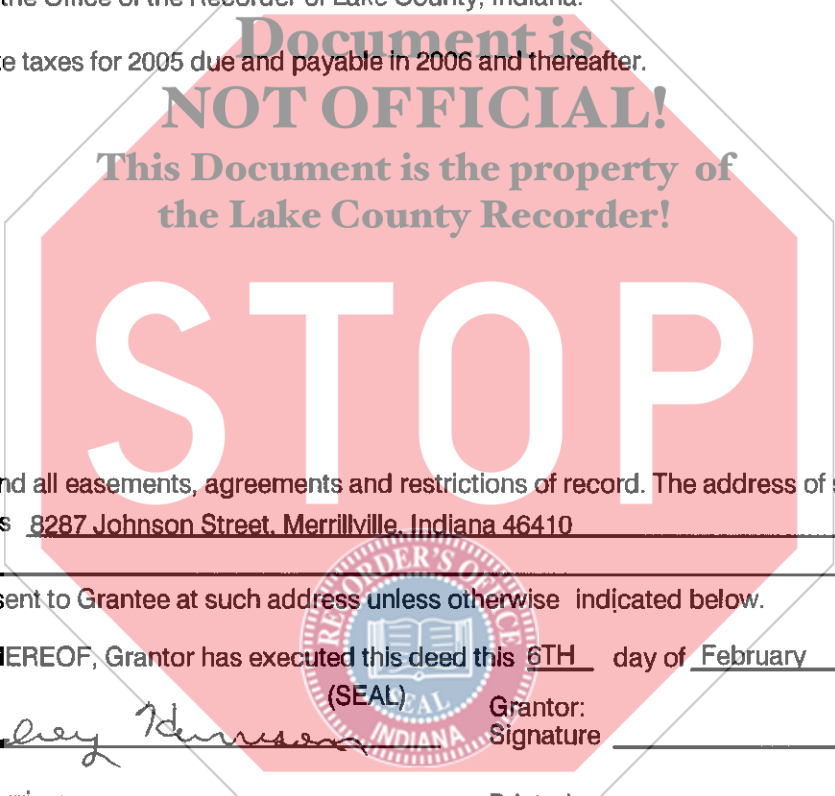 the Office of the Recorder of Lake County, Indiana.
Document is
e taxes for 2005 due and payable in 2006 and thereafter.
NOT OFFICIAL!
This Document is the property of
the Lake County Recorder!
STOP
nd all easements, agreements and restrictions of record. The address of s
s 8287 Johnson Street, Merrillville, Indiana 46410
RECORDER'S OFFICE
sent to Grantee at such address unless otherwise indicated below.
HEREOF, Grantor has executed this deed this 6TH day of February
(SEAL)
Grantor:
SEAL
INDIANA
Signature